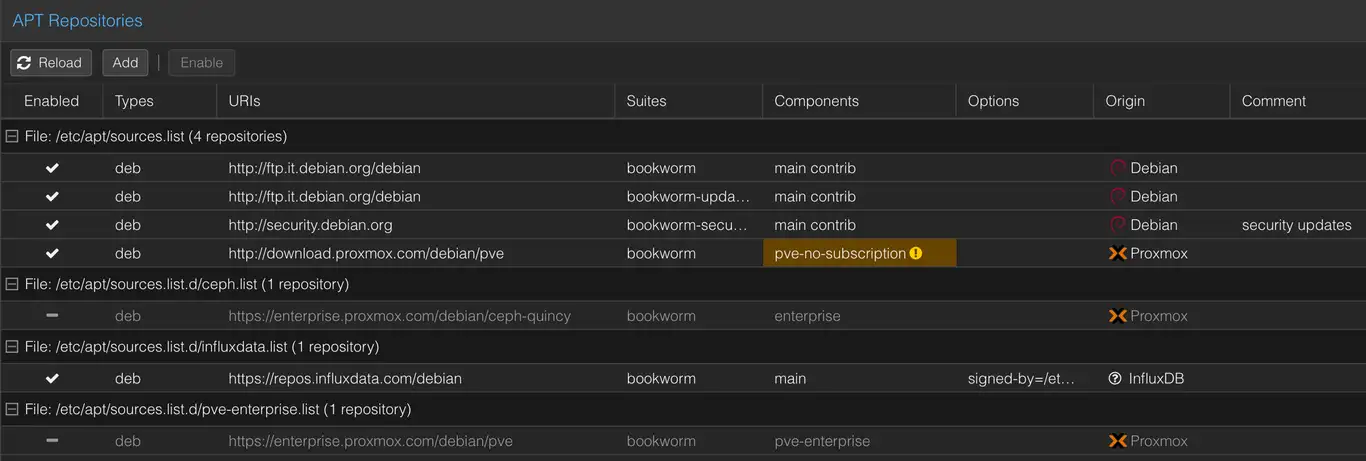 APT Repositories
Reload Add Enable
Enabled Types URIs Suites Components Options Origin Comment
File: /etc/apt/sources.list (4 repositories)
deb http://ftp.it.debian.org/debian bookworm main contrib Debian
deb http://ftp.it.debian.org/debian bookworm-upda… main contrib Debian
deb http://security.debian.org bookworm-secu… main contrib Debian security updates
deb http://download.proxmox.com/debian/pve bookworm pve-no-subscription Proxmox
File: /etc/apt/sources.list.d/ceph.list (1 repository)
deb https://enterprise.proxmox.com/debian/ceph-quincy bookworm enterprise Proxmox
File: /etc/apt/sources.list.d/influxdata.list (1 repository)
deb https://repos.influxdata.com/debian bookworm main signed-by=/et… InfluxDB
File: /etc/apt/sources.list.d/pve-enterprise.list (1 repository)
deb https://enterprise.proxmox.com/debian/pve bookworm pve-enterprise Proxmox